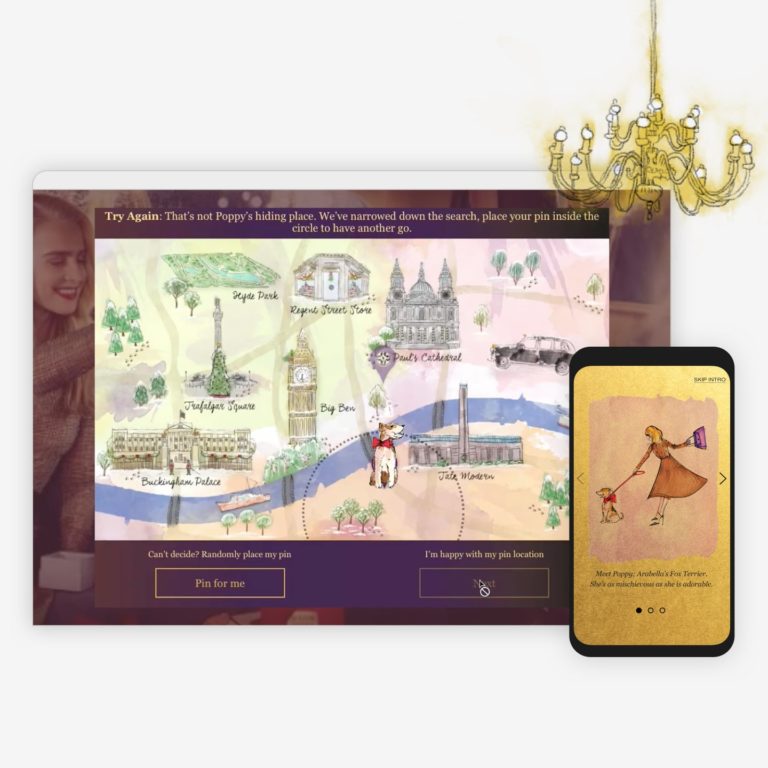 Try Again: That's not Poppy's hiding place. We've narrowed down the search, place your pin inside the
circle to have another go.
Hyde Park
Regent Street Store
Paul's Cathedral
Trafalgar Square
Big Ben
Buckingham Palace
Tate Modern
Can't decide? Randomly place my pin
I'm happy with my pin location
Pin for me
Next
SKIP INTRO
Meet Poppy; Arabella's Fox Terrier.
She's as mischievous as she is adorable.